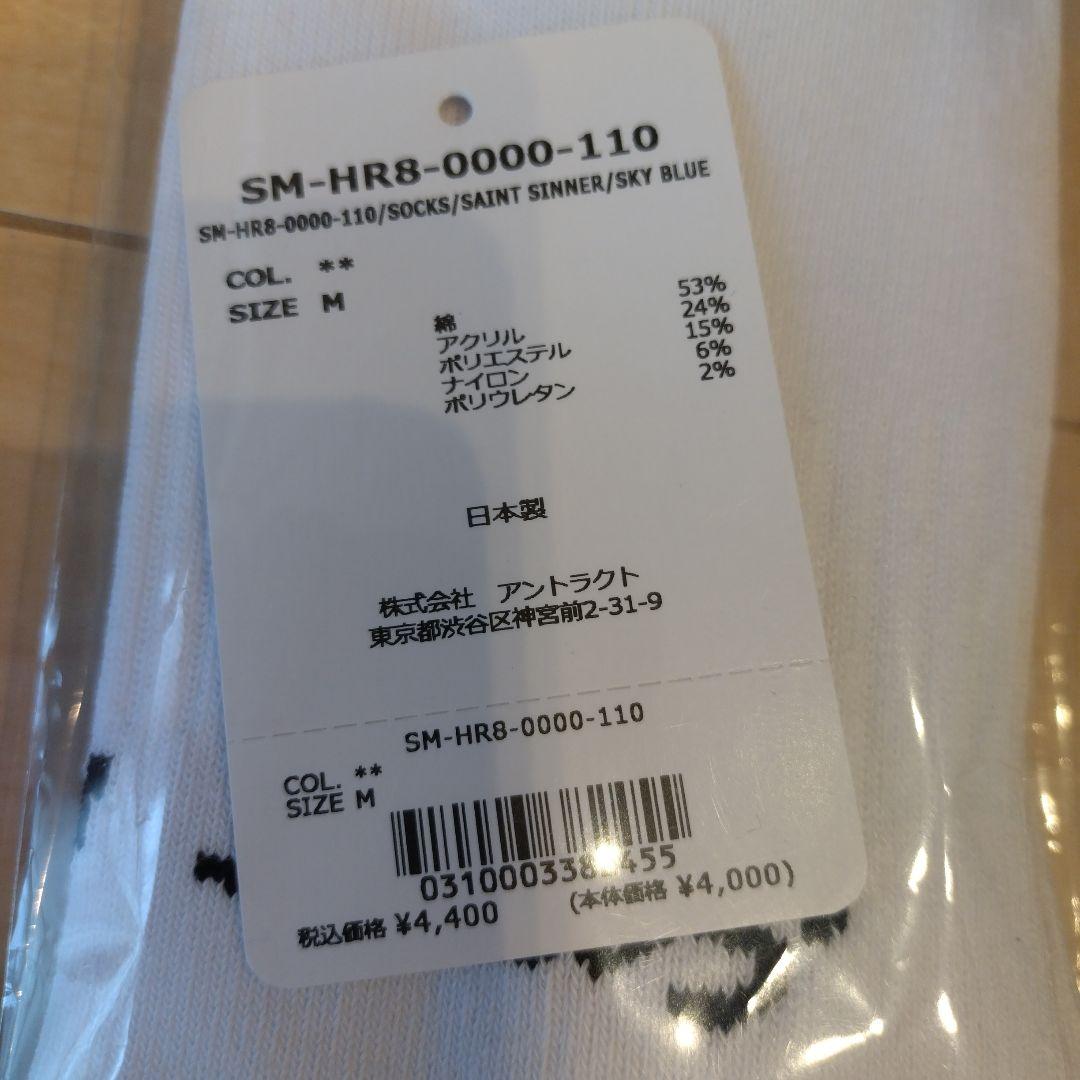 SM-HR8-0000-110
SM-HR8-0000-110/SOCKS/SAINT SINNER/SKY BLUE
COL. **
SIZE M
綿 53%
アクリル 24%
ポリエステル 15%
ナイロン 6%
ポリウレタン 2%
日本製
株式会社 アントラクト
東京都渋谷区神宮前2-31-9
SM-HR8-0000-110
COL. **
SIZE M
税込価格 ¥4,400 (本体価格 ¥4,000)